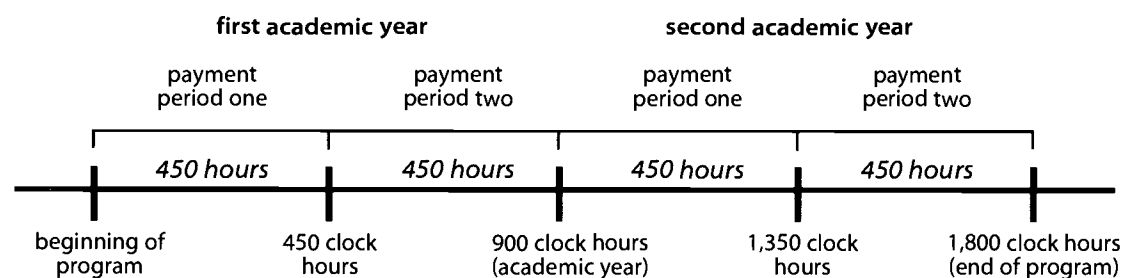 first academic year second academic year
payment period one payment period two payment period one payment period two
450 hours 450 hours 450 hours 450 hours
beginning of program 450 clock hours 900 clock hours (academic year) 1,350 clock hours 1,800 clock hours (end of program)